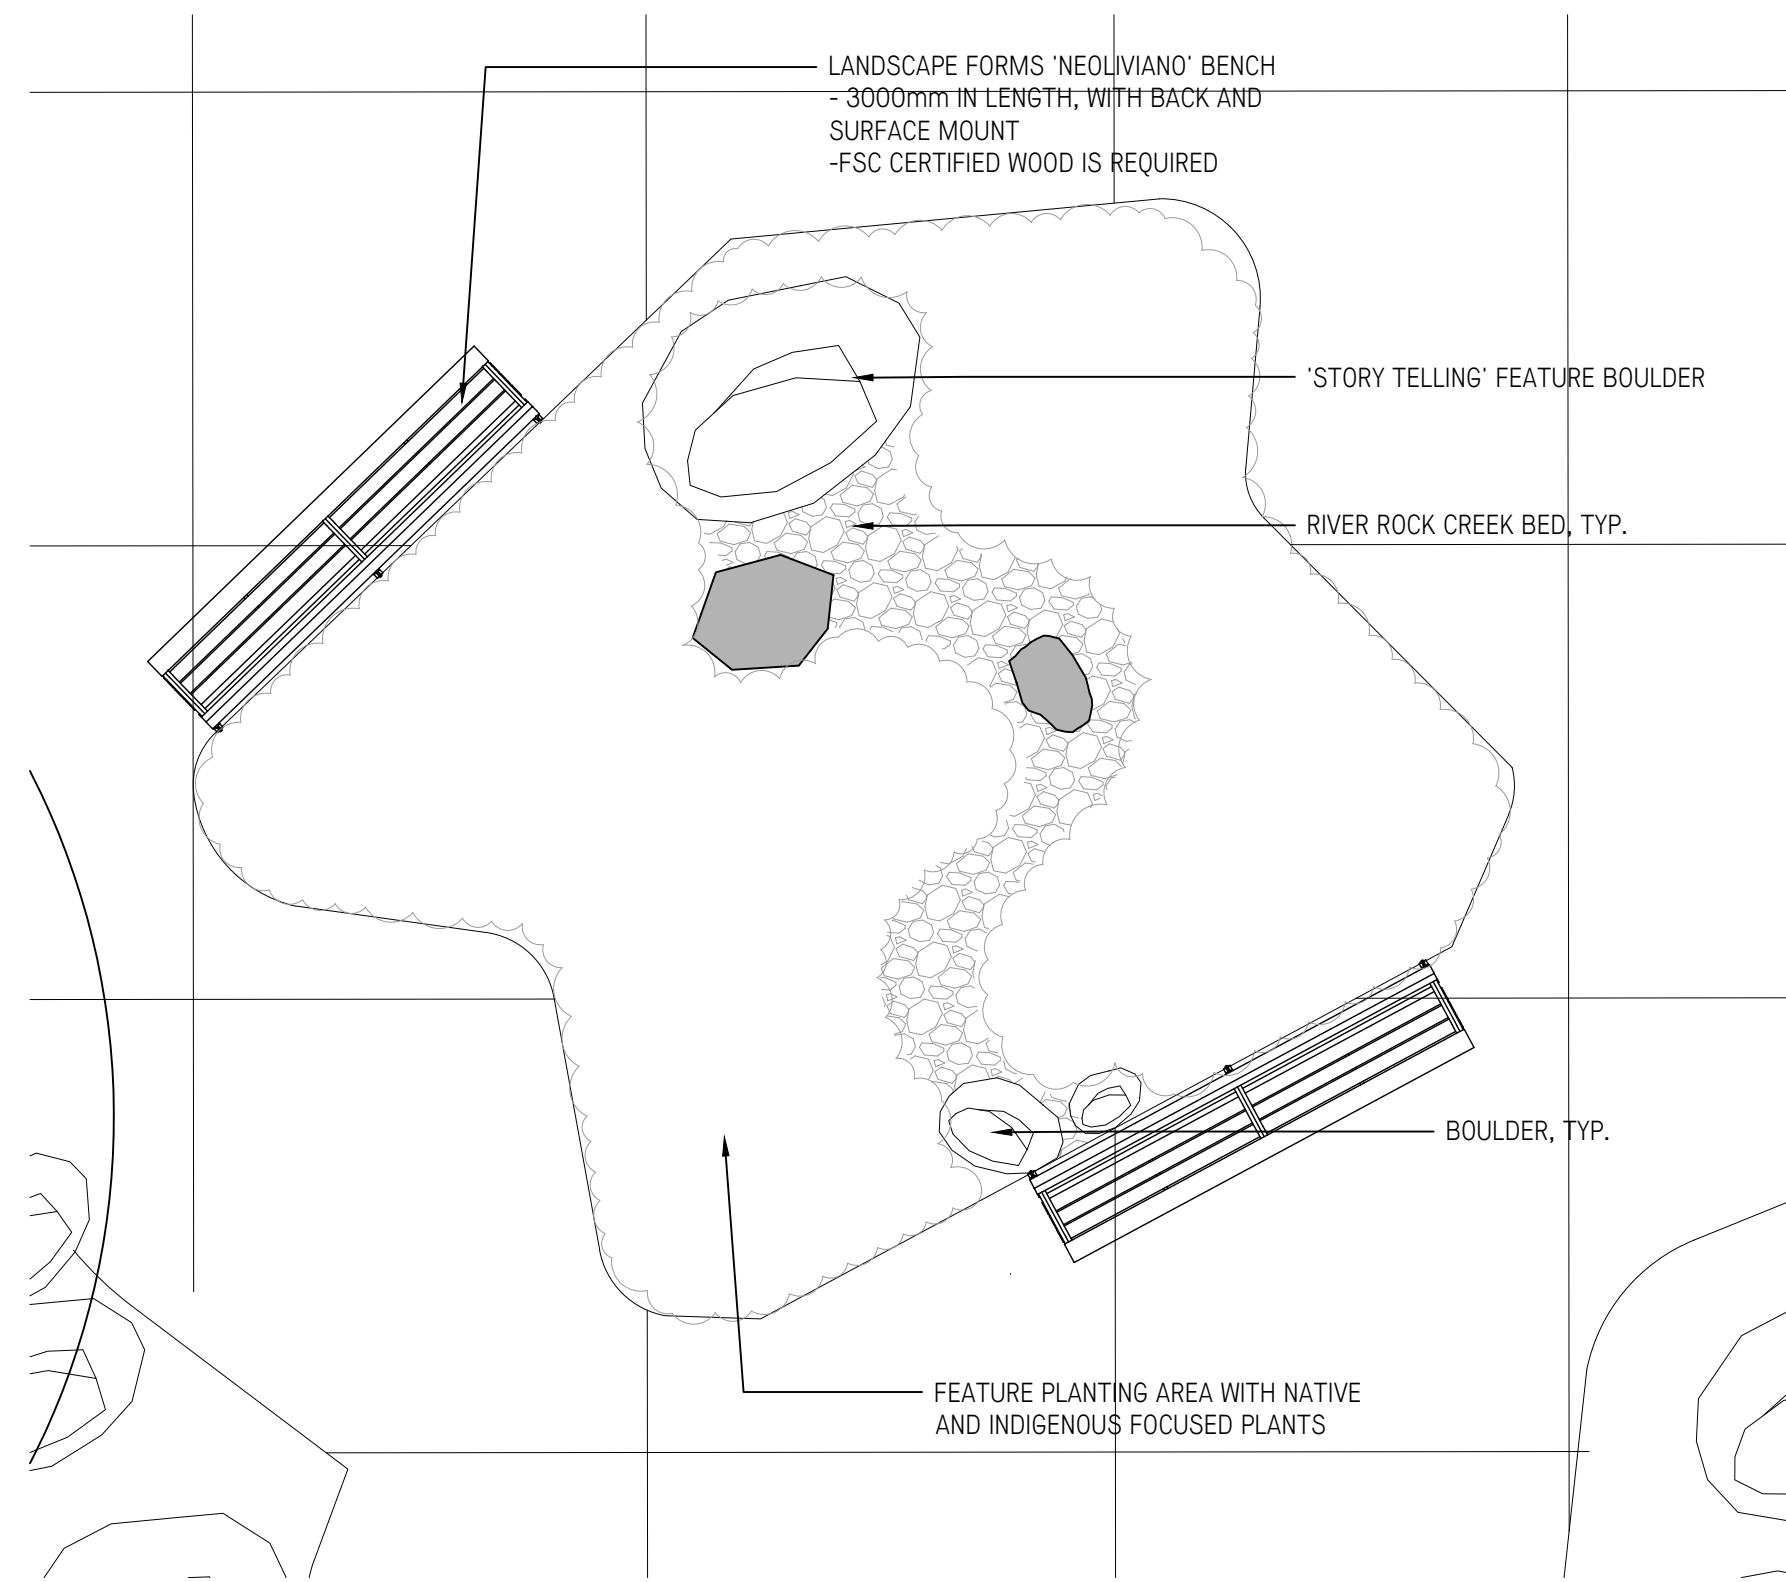 LANDSCAPE FORMS 'NEOLIVIANO' BENCH
- 3000mm IN LENGTH, WITH BACK AND
SURFACE MOUNT
-FSC CERTIFIED WOOD IS REQUIRED
'STORY TELLING' FEATURE BOULDER
RIVER ROCK CREEK BED, TYP.
BOULDER, TYP.
FEATURE PLANTING AREA WITH NATIVE
AND INDIGENOUS FOCUSED PLANTS